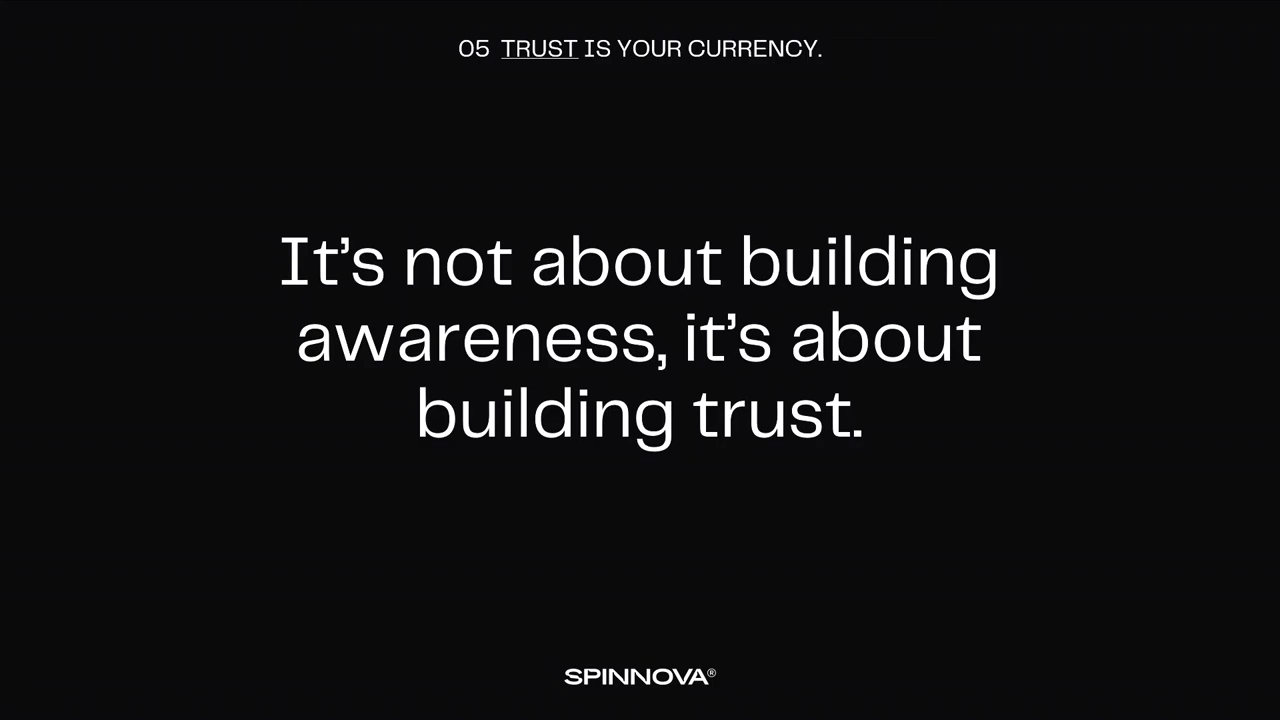 05 TRUST IS YOUR CURRENCY.
It’s not about building
awareness, it’s about
building trust.
SPINNOVA®